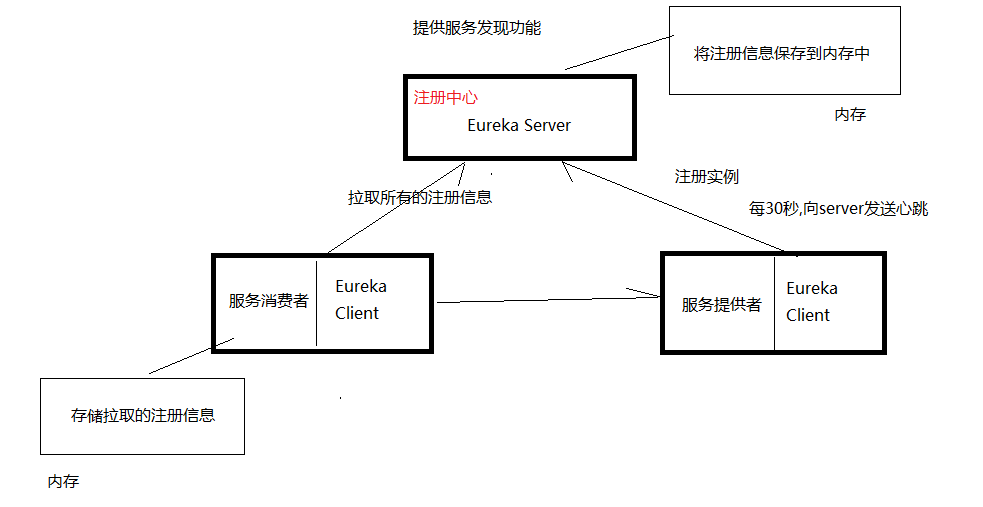 提供服务发现功能
将注册信息保存到内存中
注册中心
Eureka Server
内存
注册实例
拉取所有的注册信息
每30秒,向server发送心跳
服务消费者
Eureka
Client
服务提供者
Eureka
Client
存储拉取的注册信息
内存